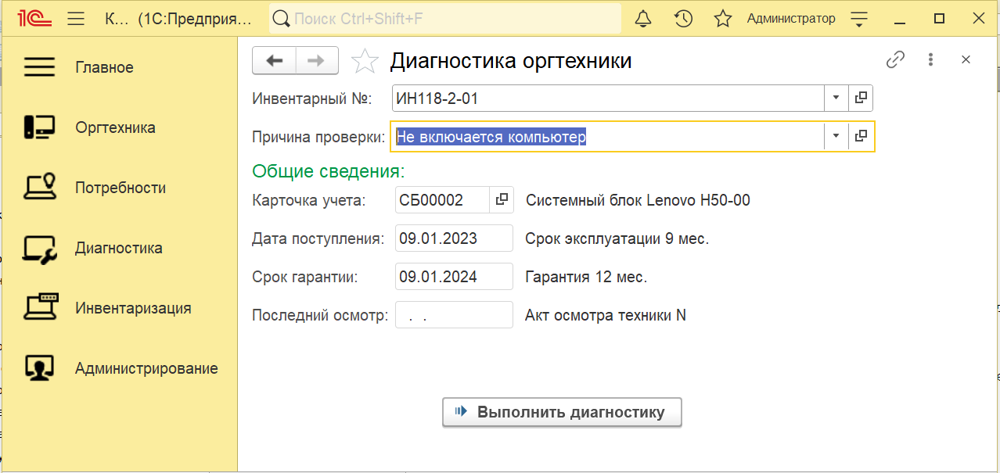 1С К... (1С:Предприя... Поиск Ctrl+Shift+F Администратор
Главное
Оргтехника
Потребности
Диагностика
Инвентаризация
Администрирование
Диагностика оргтехники
Инвентарный №: ИН118-2-01
Причина проверки: Не включается компьютер
Общие сведения:
Карточка учета: СБ00002 Системный блок Lenovo H50-00
Дата поступления: 09.01.2023 Срок эксплуатации 9 мес.
Срок гарантии: 09.01.2024 Гарантия 12 мес.
Последний осмотр: . . Акт осмотра техники N
Выполнить диагностику